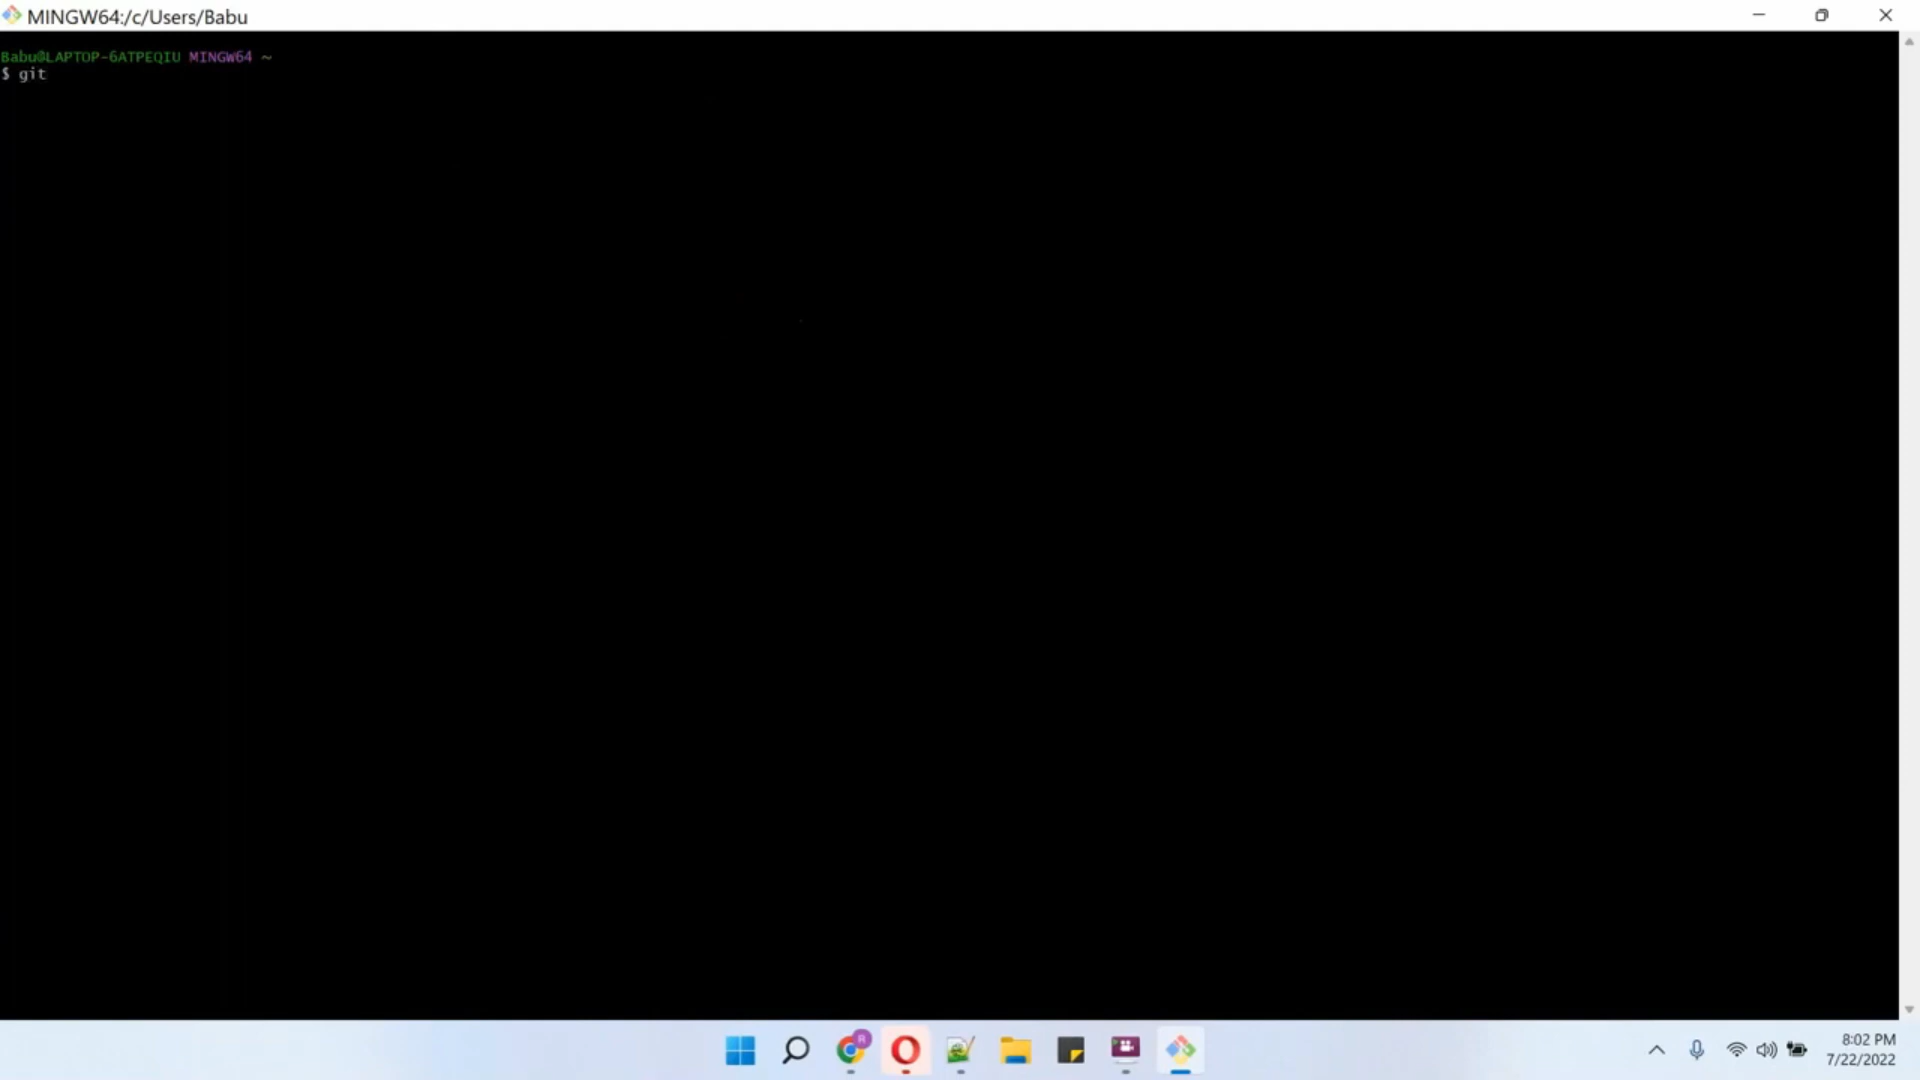 MINGW64:/c/Users/Babu
Babu@LAPTOP-6ATPEQIU MINGW64 ~
$ git
R
8:02 PM
7/22/2022